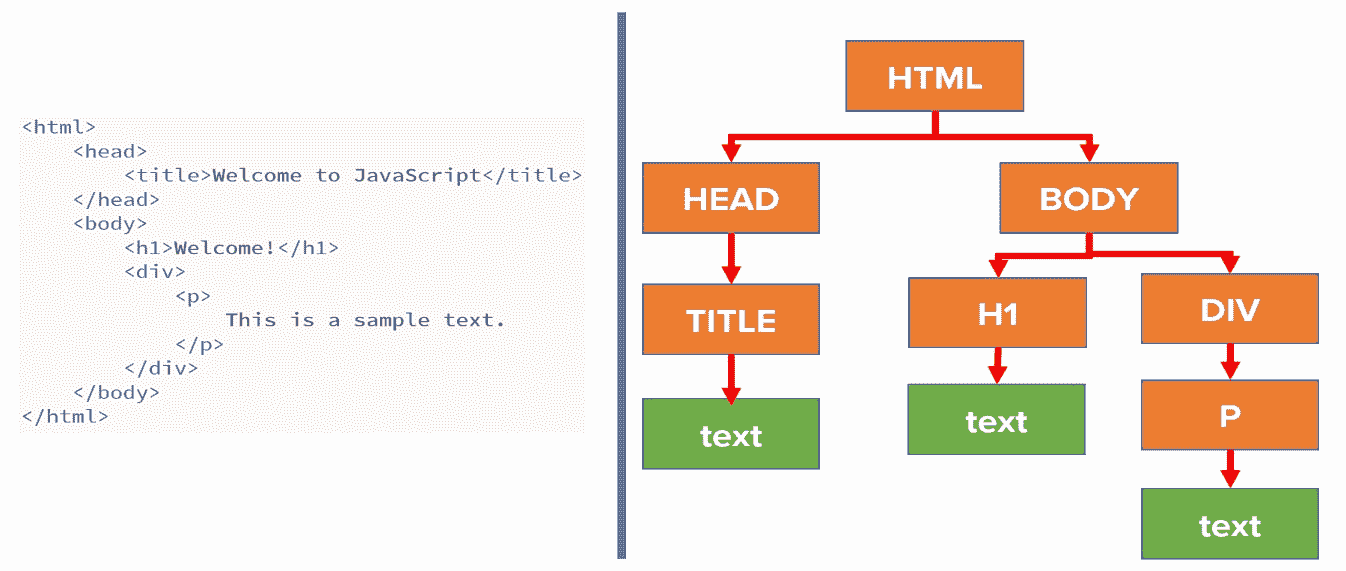 <html>
<head>
<title>Welcome to JavaScript</title>
</head>
<body>
<h1>Welcome!</h1>
<div>
<p>
This is a sample text.
</p>
</div>
</body>
</html>
HTML
HEAD
BODY
TITLE
H1
DIV
text
text
P
text